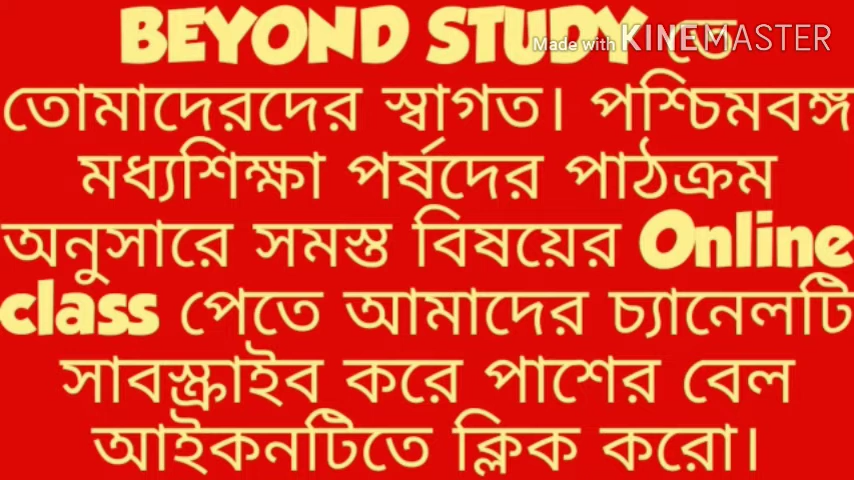 BEYOND STUDY তে
Made with KINEMASTER
তোমাদেরদের স্বাগত। পশ্চিমবঙ্গ
মধ্যশিক্ষা পর্ষদের পাঠক্রম
অনুসারে সমস্ত বিষয়ের Online
class পেতে আমাদের চ্যানেলটি
সাবস্ক্রাইব করে পাশের বেল
আইকনটিতে ক্লিক করো।